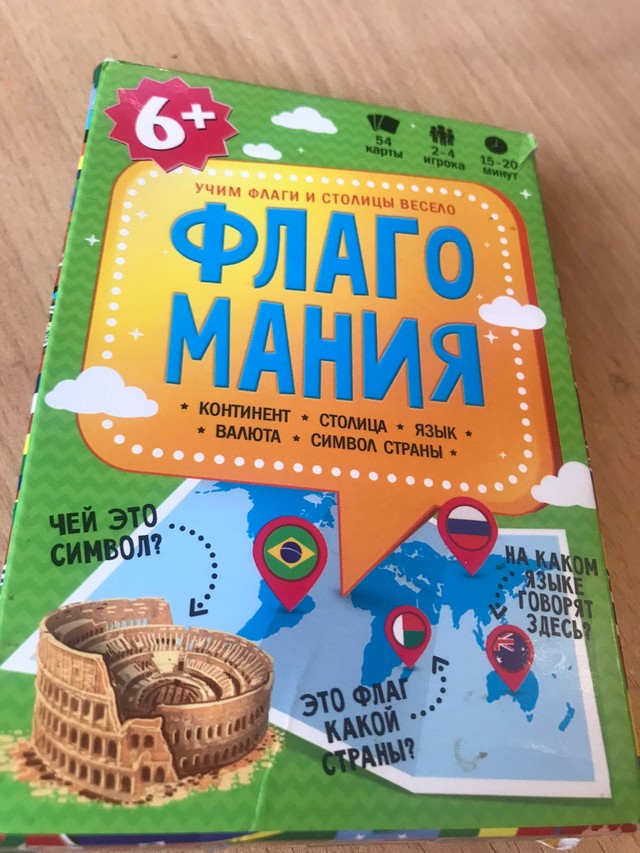 6+
54
карты
2-4
игрока
15-20
минут
УЧИМ ФЛАГИ И СТОЛИЦЫ ВЕСЕЛО
ФЛАГО
МАНИЯ
* КОНТИНЕНТ * СТОЛИЦА * ЯЗЫК *
* ВАЛЮТА * СИМВОЛ СТРАНЫ *
ЧЕЙ ЭТО
СИМВОЛ?
НА КАКОМ
ЯЗЫКЕ
ГОВОРЯТ
ЗДЕСЬ?
ЭТО ФЛАГ
КАКОЙ
СТРАНЫ?